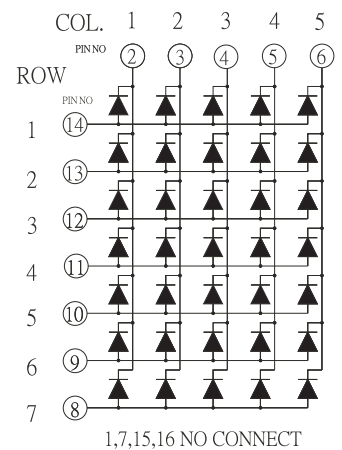 COL. 1 2 3 4 5
PIN NO 2 3 4 5 6
ROW
PIN NO
1 14
2 13
3 12
4 11
5 10
6 9
7 8
1,7,15,16 NO CONNECT